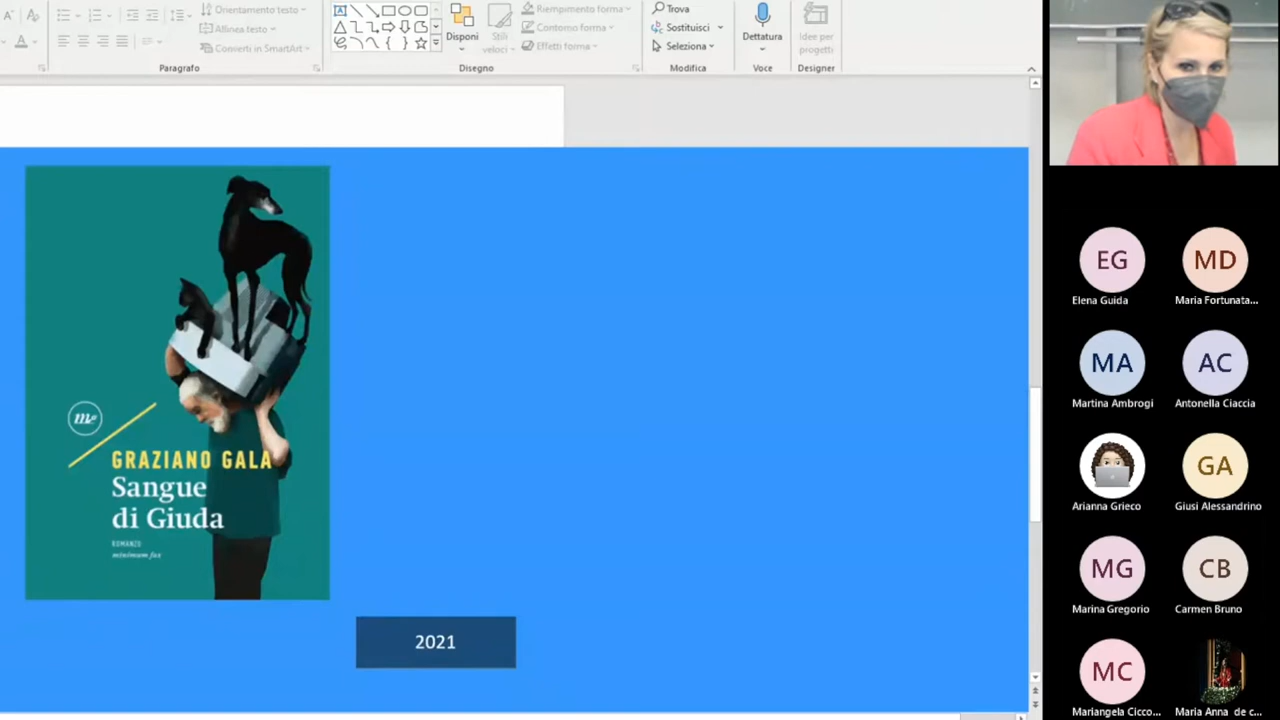 Orientamento testo
Allinea testo
Converti in SmartArt
Paragrafo
Disponi
Stili
veloci
Riempimento forma
Contorno forma
Effetti forma
Disegno
Trova
Sostituisci
Seleziona
Modifica
Dettatura
Voce
Idee per
progetti
Designer
me
GRAZIANO GALA
Sangue
di Giuda
ROMANZO
minimum fax
2021
EG
Elena Guida
MD
Maria Fortunata...
MA
Martina Ambrogi
AC
Antonella Ciaccia
Arianna Grieco
GA
Giusi Alessandrino
MG
Marina Gregorio
CB
Carmen Bruno
MC
Mariangela Cicco...
Maria Anna de c...